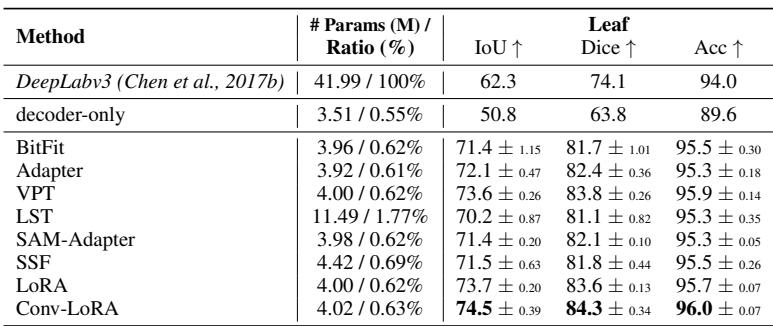 Method # Params (M) / Ratio (%) Leaf
IoU ↑ Dice ↑ Acc ↑
DeepLabv3 (Chen et al., 2017b) 41.99 / 100% 62.3 74.1 94.0
decoder-only 3.51 / 0.55% 50.8 63.8 89.6
BitFit 3.96 / 0.62% 71.4 ± 1.15 81.7 ± 1.01 95.5 ± 0.30
Adapter 3.92 / 0.61% 72.1 ± 0.47 82.4 ± 0.36 95.3 ± 0.18
VPT 4.00 / 0.62% 73.6 ± 0.26 83.8 ± 0.26 95.9 ± 0.14
LST 11.49 / 1.77% 70.2 ± 0.87 81.1 ± 0.82 95.3 ± 0.35
SAM-Adapter 3.98 / 0.62% 71.4 ± 0.20 82.1 ± 0.10 95.3 ± 0.05
SSF 4.42 / 0.69% 71.5 ± 0.63 81.8 ± 0.44 95.5 ± 0.26
LoRA 4.00 / 0.62% 73.7 ± 0.20 83.6 ± 0.13 95.7 ± 0.07
Conv-LoRA 4.02 / 0.63% 74.5 ± 0.39 84.3 ± 0.34 96.0 ± 0.07